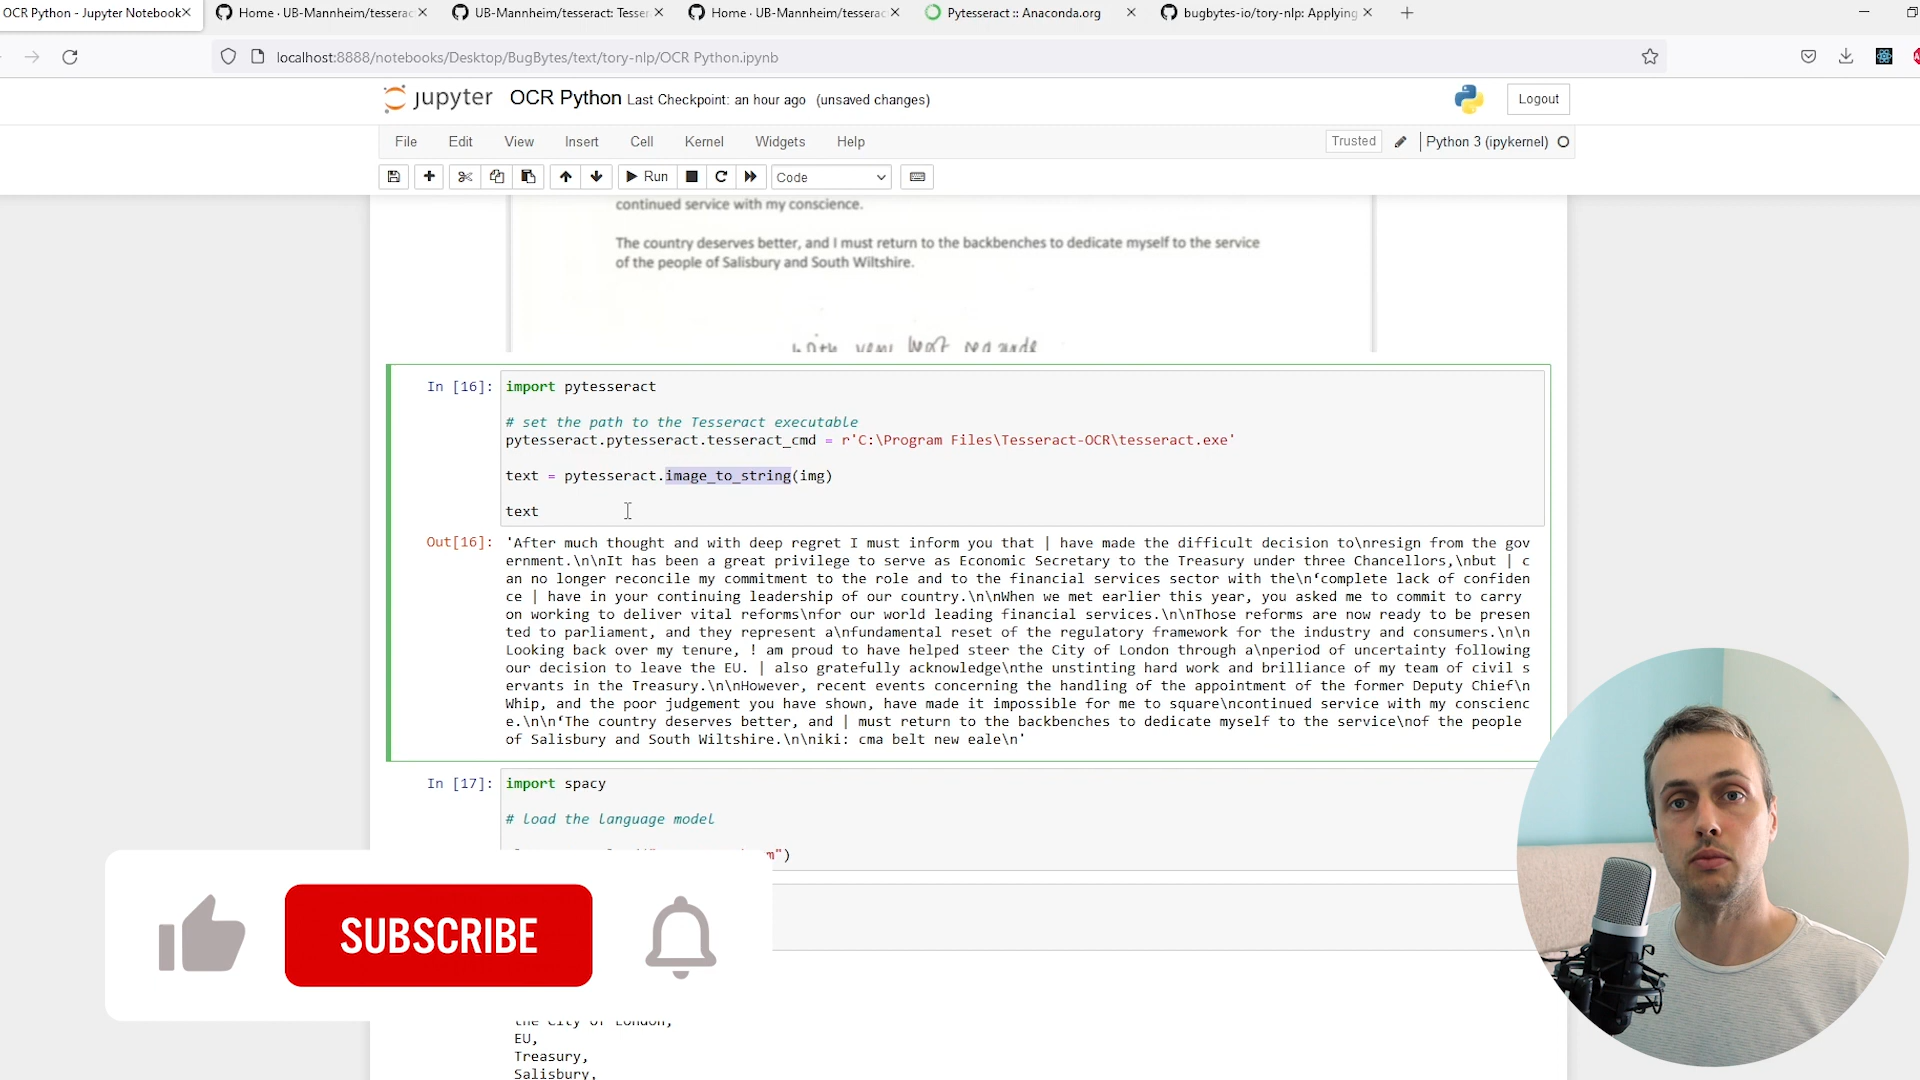 OCR Python - Jupyter Notebook
Home · UB-Mannheim/tesserac
UB-Mannheim/tesseract: Tesser
Home · UB-Mannheim/tesserac
Pytesseract :: Anaconda.org
bugbytes-io/tory-nlp: Applying
localhost:8888/notebooks/Desktop/BugBytes/text/tory-nlp/OCR Python.ipynb
jupyter OCR Python Last Checkpoint: an hour ago (unsaved changes)
Logout
File Edit View Insert Cell Kernel Widgets Help
Trusted Python 3 (ipykernel)
Run Code
continued service with my conscience.
The country deserves better, and I must return to the backbenches to dedicate myself to the service
of the people of Salisbury and South Wiltshire.
In [16]: import pytesseract
# set the path to the Tesseract executable
pytesseract.pytesseract.tesseract_cmd = r'C:\Program Files\Tesseract-OCR\tesseract.exe'
text = pytesseract.image_to_string(img)
text
Out[16]: 'After much thought and with deep regret I must inform you that | have made the difficult decision to\nresign from the gov
ernment.\n\nIt has been a great privilege to serve as Economic Secretary to the Treasury under three Chancellors,\nbut | c
an no longer reconcile my commitment to the role and to the financial services sector with the\n‘complete lack of confiden
ce | have in your continuing leadership of our country.\n\nWhen we met earlier this year, you asked me to commit to carry
on working to deliver vital reforms\nfor our world leading financial services.\n\nThose reforms are now ready to be presen
ted to parliament, and they represent a\nfundamental reset of the regulatory framework for the industry and consumers.\n\n
Looking back over my tenure, ! am proud to have helped steer the City of London through a\nperiod of uncertainty following
our decision to leave the EU. | also gratefully acknowledge\nthe unstinting hard work and brilliance of my team of civil s
ervants in the Treasury.\n\nHowever, recent events concerning the handling of the appointment of the former Deputy Chief\n
Whip, and the poor judgement you have shown, have made it impossible for me to square\ncontinued service with my conscienc
e.\n\n‘The country deserves better, and | must return to the backbenches to dedicate myself to the service\nof the people
of Salisbury and South Wiltshire.\n\niki: cma belt new eale\n'
In [17]: import spacy
# load the language model
m")
SUBSCRIBE
the City of London,
EU,
Treasury,
Salisbury,